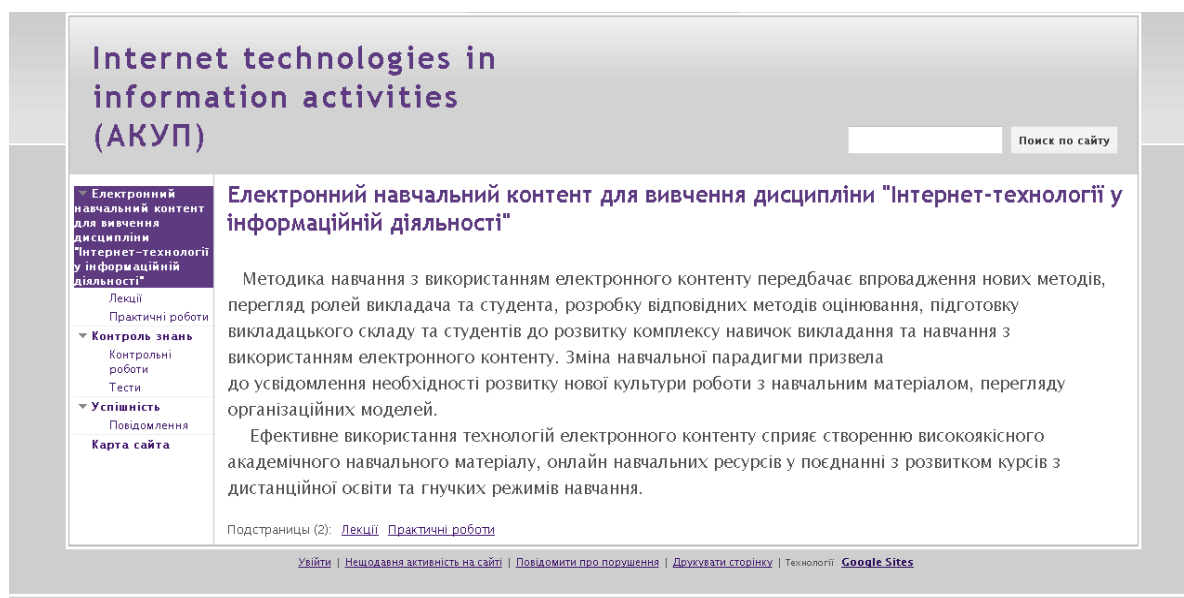 Internet technologies in
information activities
(АКУП)
Поиск по сайту
Електронний
навчальний контент
для вивчення
дисципліни
"Інтернет-технології
у інформаційній
діяльності"
Лекції
Практичні роботи
Контроль знань
Контрольні
роботи
Тести
Успішність
Повідомлення
Карта сайта
Електронний навчальний контент для вивчення дисципліни "Інтернет-технології у
інформаційній діяльності"
Методика навчання з використанням електронного контенту передбачає впровадження нових методів,
перегляд ролей викладача та студента, розробку відповідних методів оцінювання, підготовку
викладацького складу та студентів до розвитку комплексу навичок викладання та навчання з
використанням електронного контенту. Зміна навчальної парадигми призвела
до усвідомлення необхідності розвитку нової культури роботи з навчальним матеріалом, перегляду
організаційних моделей.
Ефективне використання технологій електронного контенту сприяє створенню високоякісного
академічного навчального матеріалу, онлайн навчальних ресурсів у поєднанні з розвитком курсів з
дистанційної освіти та гнучких режимів навчання.
Подстраницы (2): Лекції Практичні роботи
Увійти | Нещодавня активність на сайті | Повідомити про порушення | Друкувати сторінку | Технології Google Sites